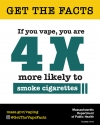 GET THE FACTS
If you vape, you are
4X
more likely to
smoke cigarettes
mass.gov/vaping
#GetTheVapeFacts
Massachusetts
Department
of Public Health